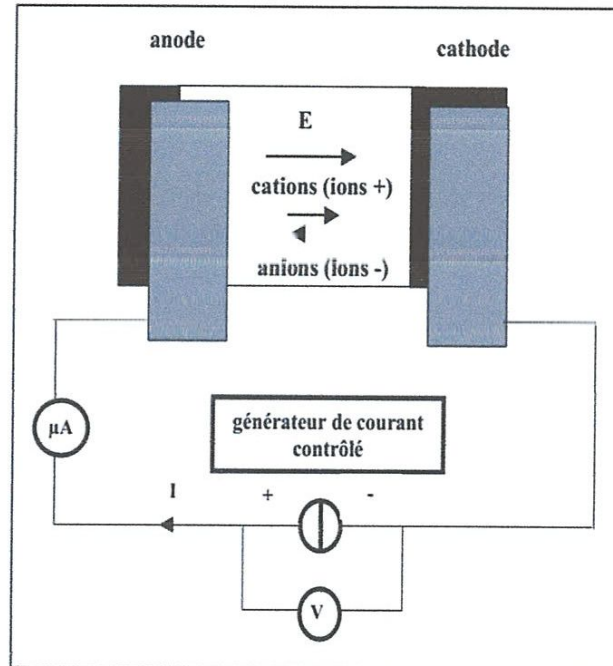 anode
cathode
E
cations (ions +)
anions (ions -)
µA
générateur de courant
contrôlé
I
+
-
V